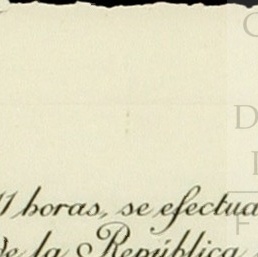 11 horas, se efectua
de la República